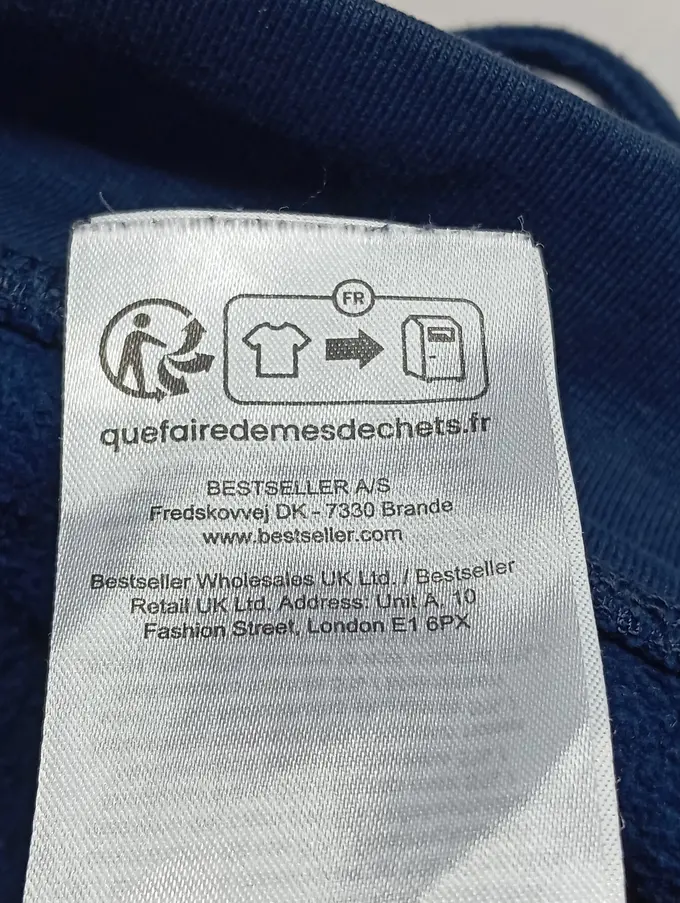 FR
quefairedemesdechets.fr
BESTSELLER A/S
Fredskovvej DK - 7330 Brande
www.bestseller.com
Bestseller Wholesales UK Ltd. / Bestseller
Retail UK Ltd, Address: Unit A, 10
Fashion Street, London E1 6PX